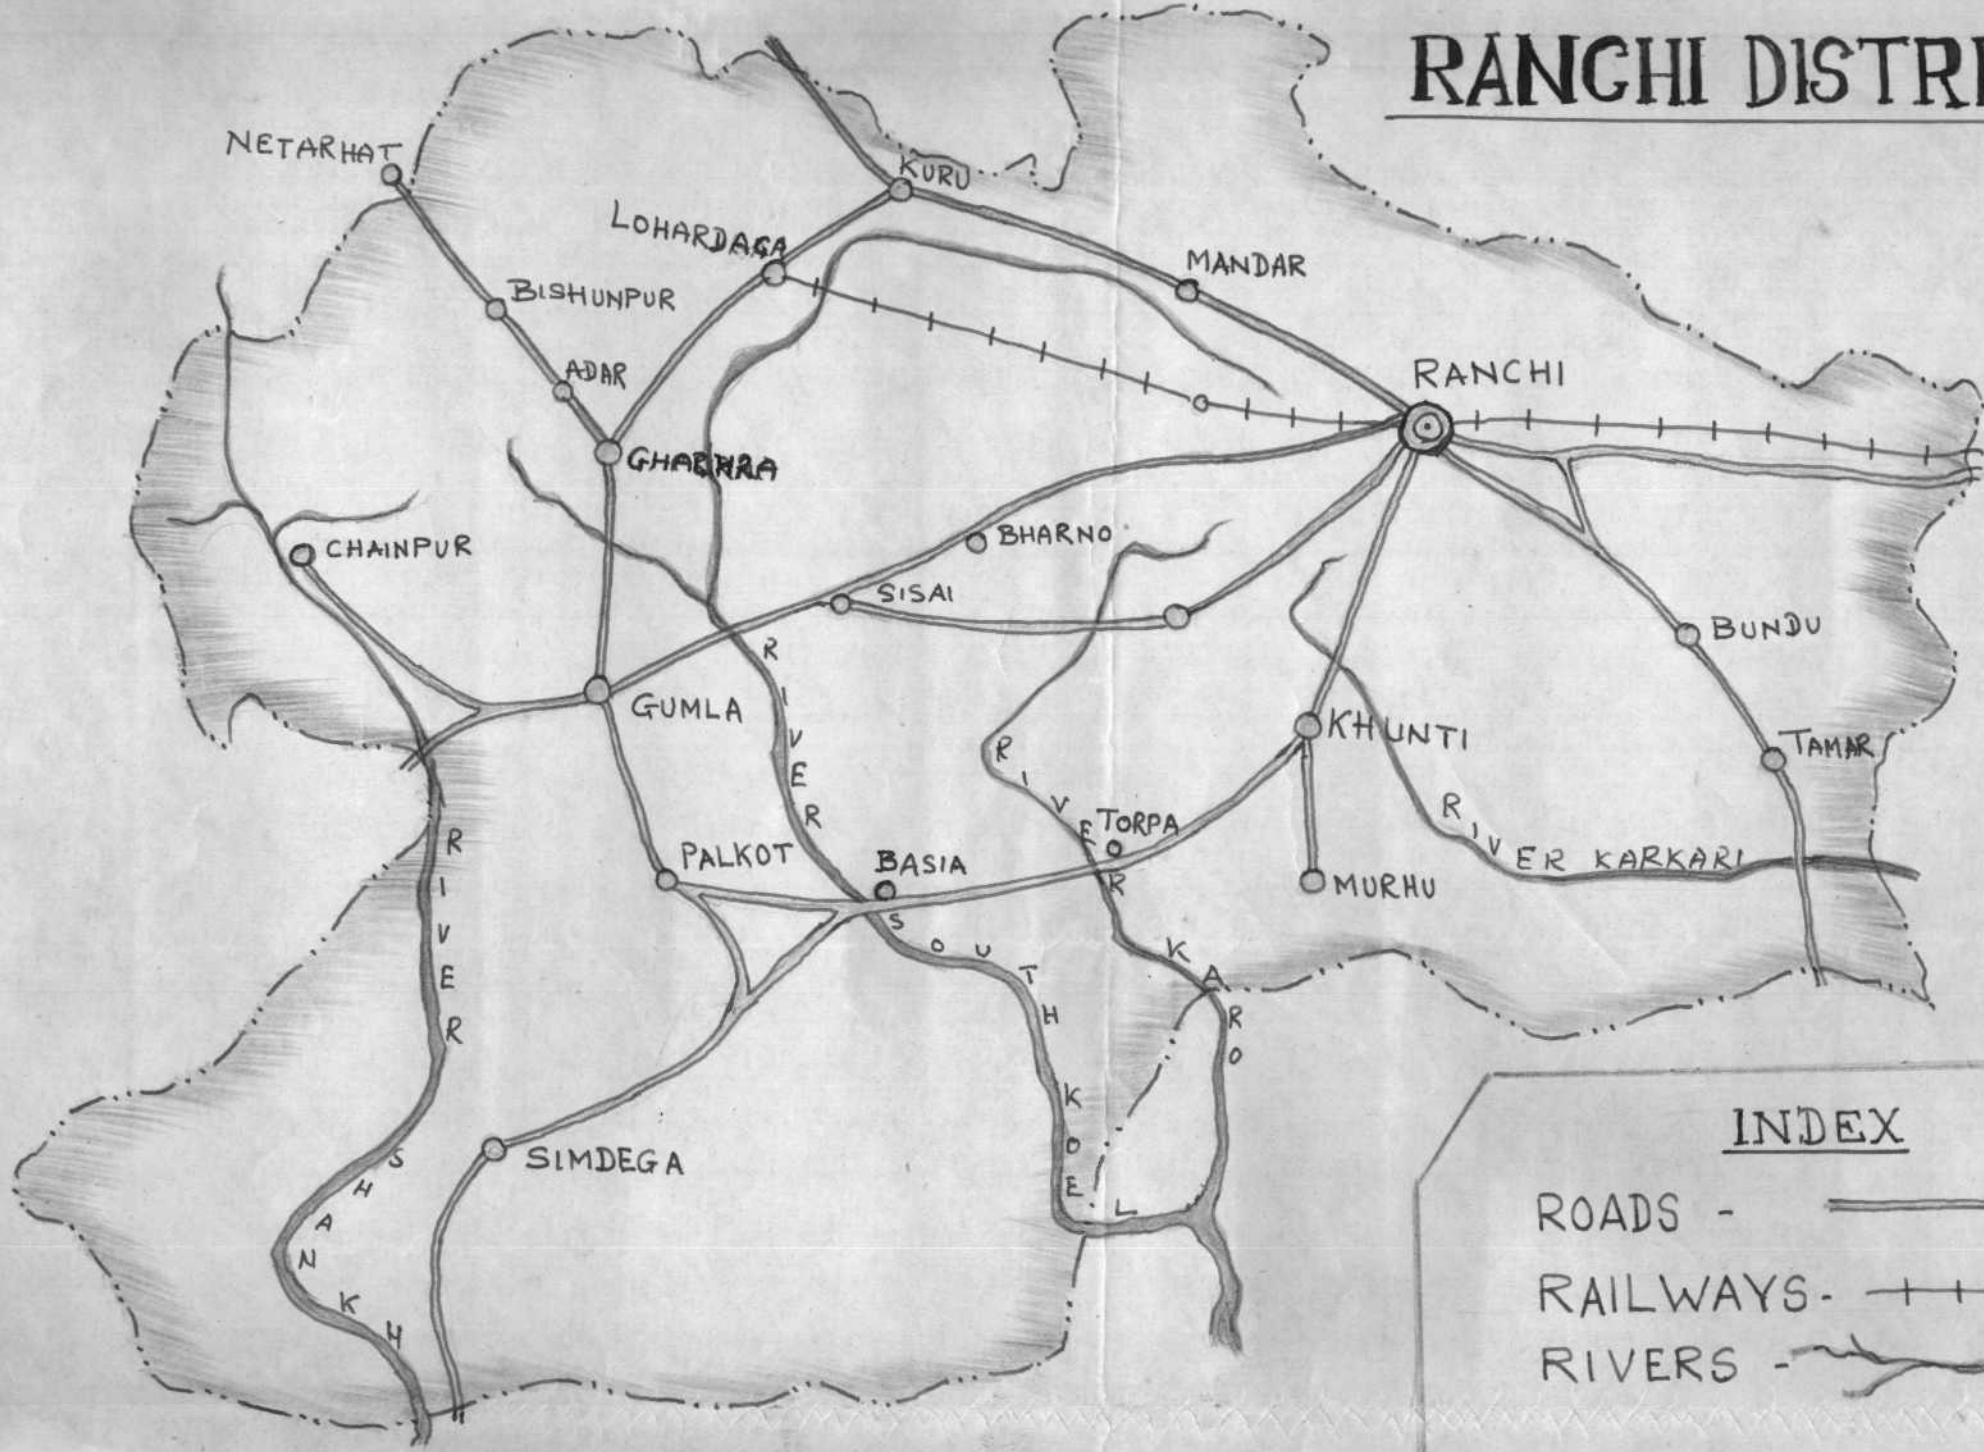 RANCHI DISTRI
NETARHAT
KURU
LOHARDAGA
MANDAR
BISHUNPUR
ADAR
RANCHI
GHAGHRA
CHAINPUR
BHARNO
SISAI
BUNDU
GUMLA
KHUNTI
TAMAR
TORPA
PALKOT
BASIA
MURHU
RIVER KARKARI
RIVER SOUTH KOEL
RIVER KARO
RIVER SHANKH
SIMDEGA
INDEX
ROADS -
RAILWAYS-
RIVERS -